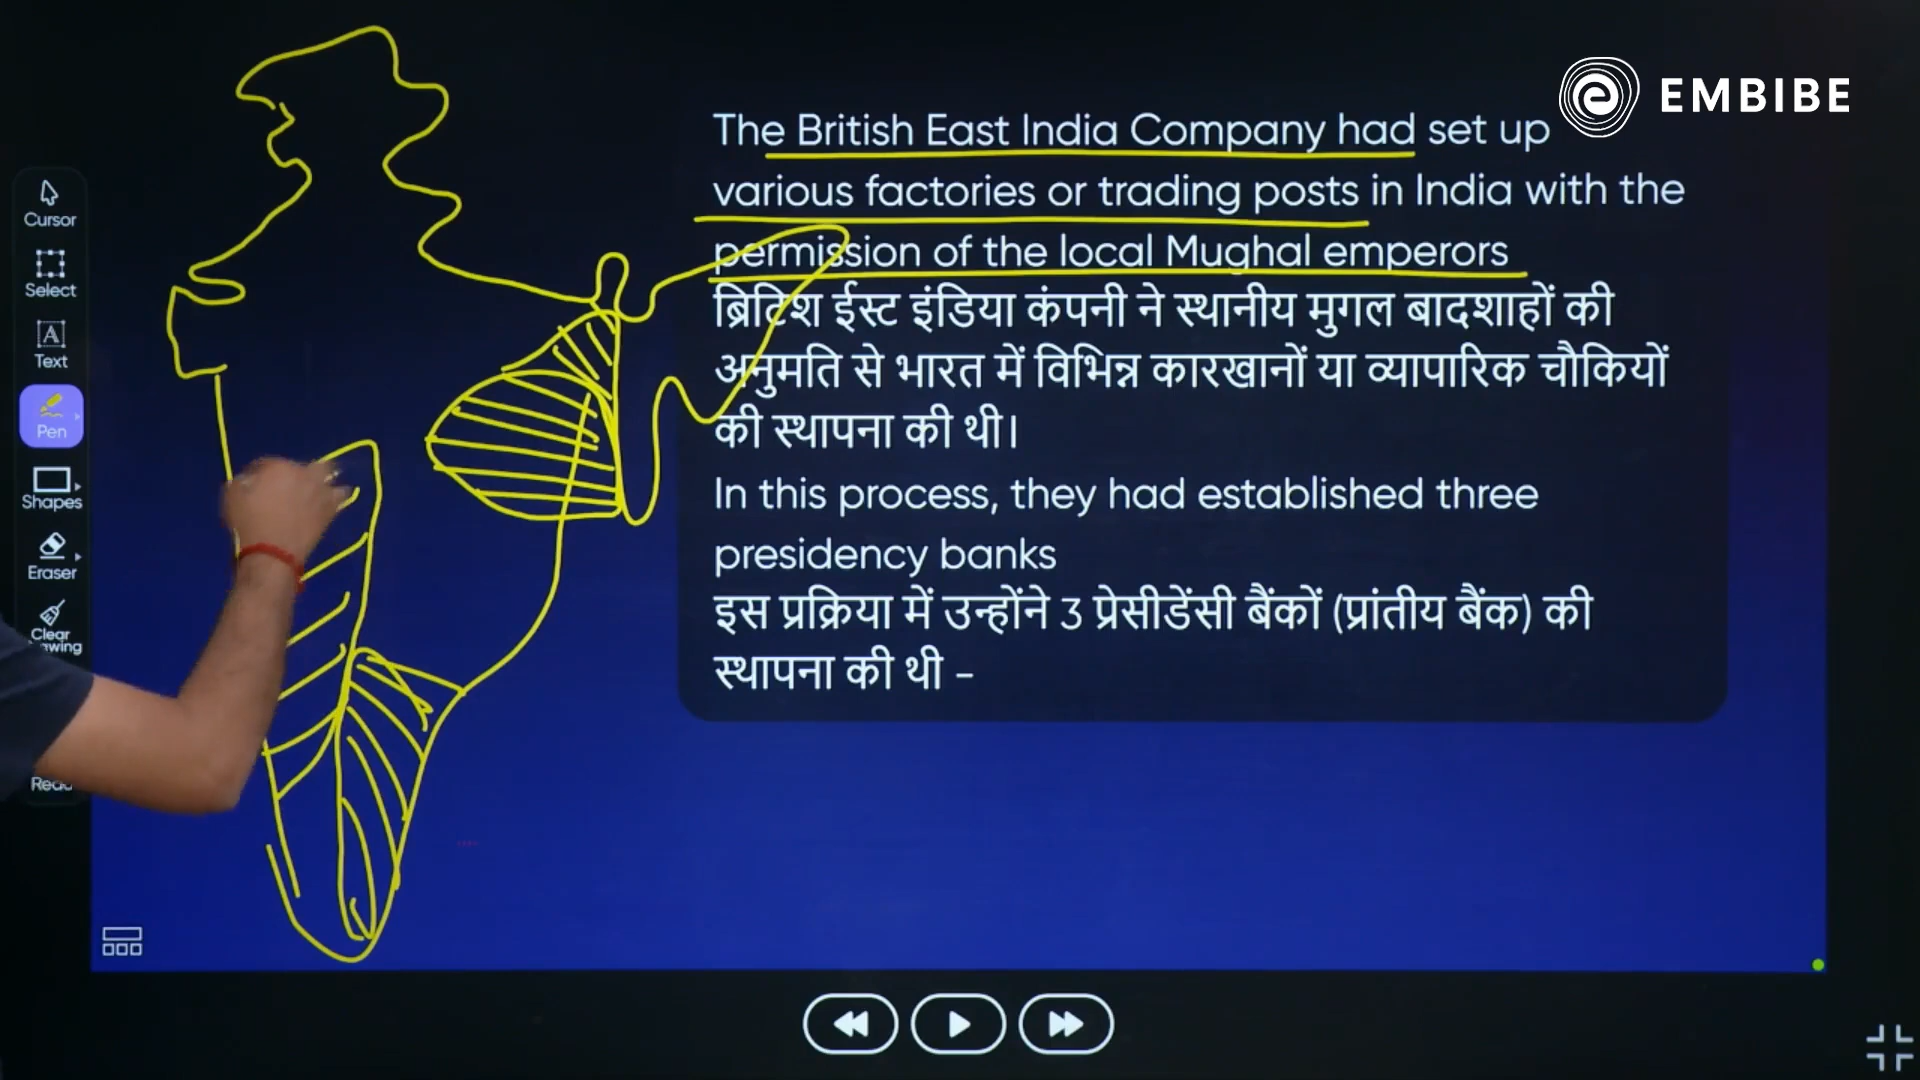 EMBIBE
The British East India Company had set up
various factories or trading posts in India with the
permission of the local Mughal emperors
ब्रिटिश ईस्ट इंडिया कंपनी ने स्थानीय मुगल बादशाहों की
अनुमति से भारत में विभिन्न कारखानों या व्यापारिक चौकियों
की स्थापना की थी।
In this process, they had established three
presidency banks
इस प्रक्रिया में उन्होंने 3 प्रेसीडेंसी बैंकों (प्रांतीय बैंक) की
स्थापना की थी –
Cursor
Select
A
Text
Pen
Shapes
Eraser
Clear